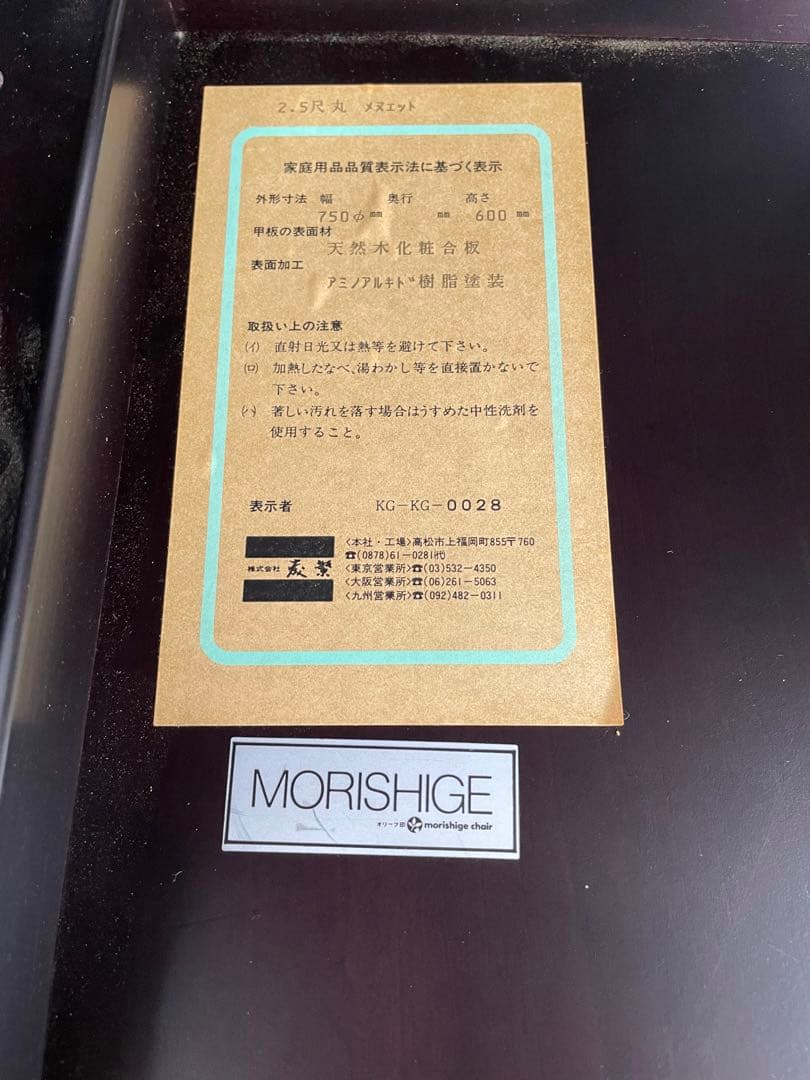 2.5尺丸 メヌエット
家庭用品品質表示法に基づく表示
外形寸法 幅 奥行 高さ
750φmm mm 600mm
甲板の表面材
天然木化粧合板
表面加工
アミノアルキド樹脂塗装
取扱い上の注意
(イ) 直射日光又は熱等を避けて下さい。
(ロ) 加熱したなべ、湯わかし等を直接置かないで
下さい。
(ハ) 著しい汚れを落す場合はうすめた中性洗剤を
使用すること。
表示者 KG-KG-0028
〈本社・工場〉高松市上福岡町855〒760
☎(0878)61-0281㈹
株式会社 〈東京営業所〉☎(03)532-4350
〈大阪営業所〉☎(06)261-5063
〈九州営業所〉☎(092)482-0311
MORISHIGE
オリーブ印 morishige chair